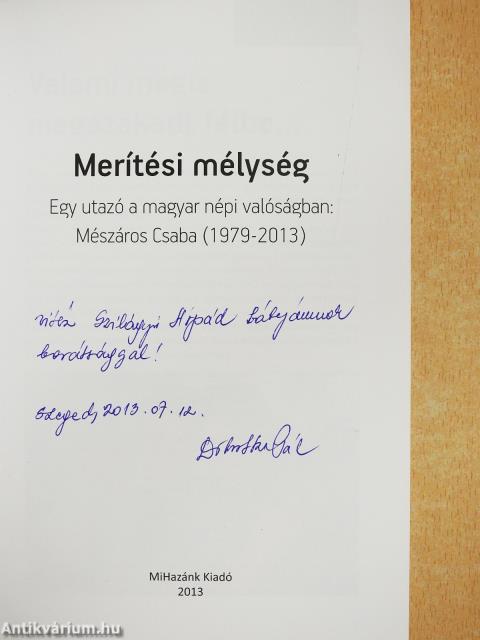 Merítési mélység
Egy utazó a magyar népi valóságban:
Mészáros Csaba (1979-2013)
vitéz Szilágyi Árpád bátyámnak
barátsággal!
Szeged, 2013.07.12.
Pál
MiHazánk Kiadó
2013
Antikvárium.hu